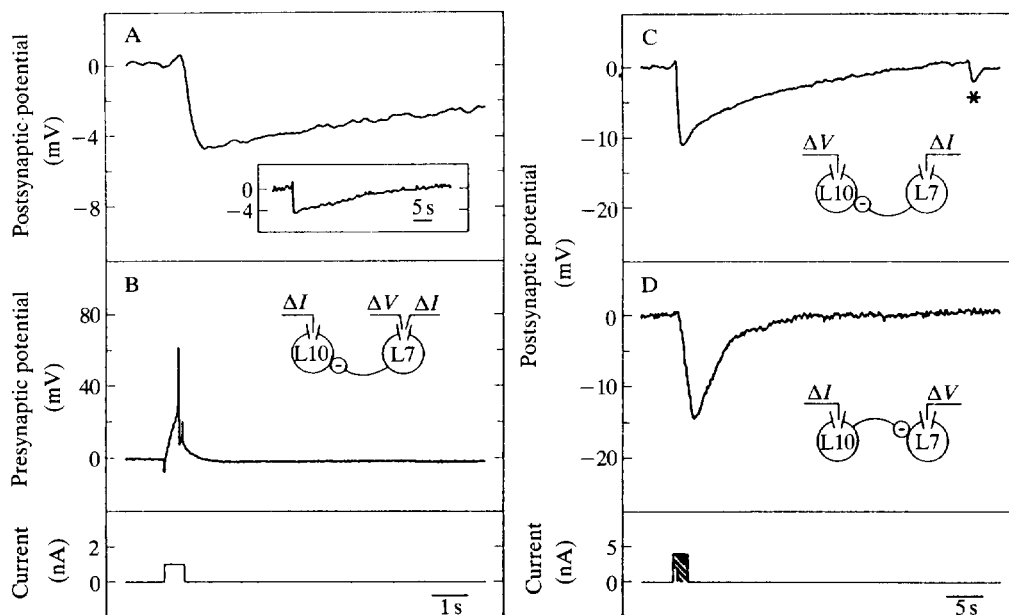 A
Postsynaptic potential
(mV)
0
−4
−8
0
−4
5 s
B
Presynaptic potential
(mV)
80
40
0
ΔI
ΔV
ΔI
L10
−
L7
Current
(nA)
2
0
1 s
C
Postsynaptic potential
(mV)
0
−10
−20
*
ΔV
ΔI
L10
−
L7
D
0
−10
−20
ΔI
ΔV
L10
−
L7
Current
(nA)
5
0
5 s